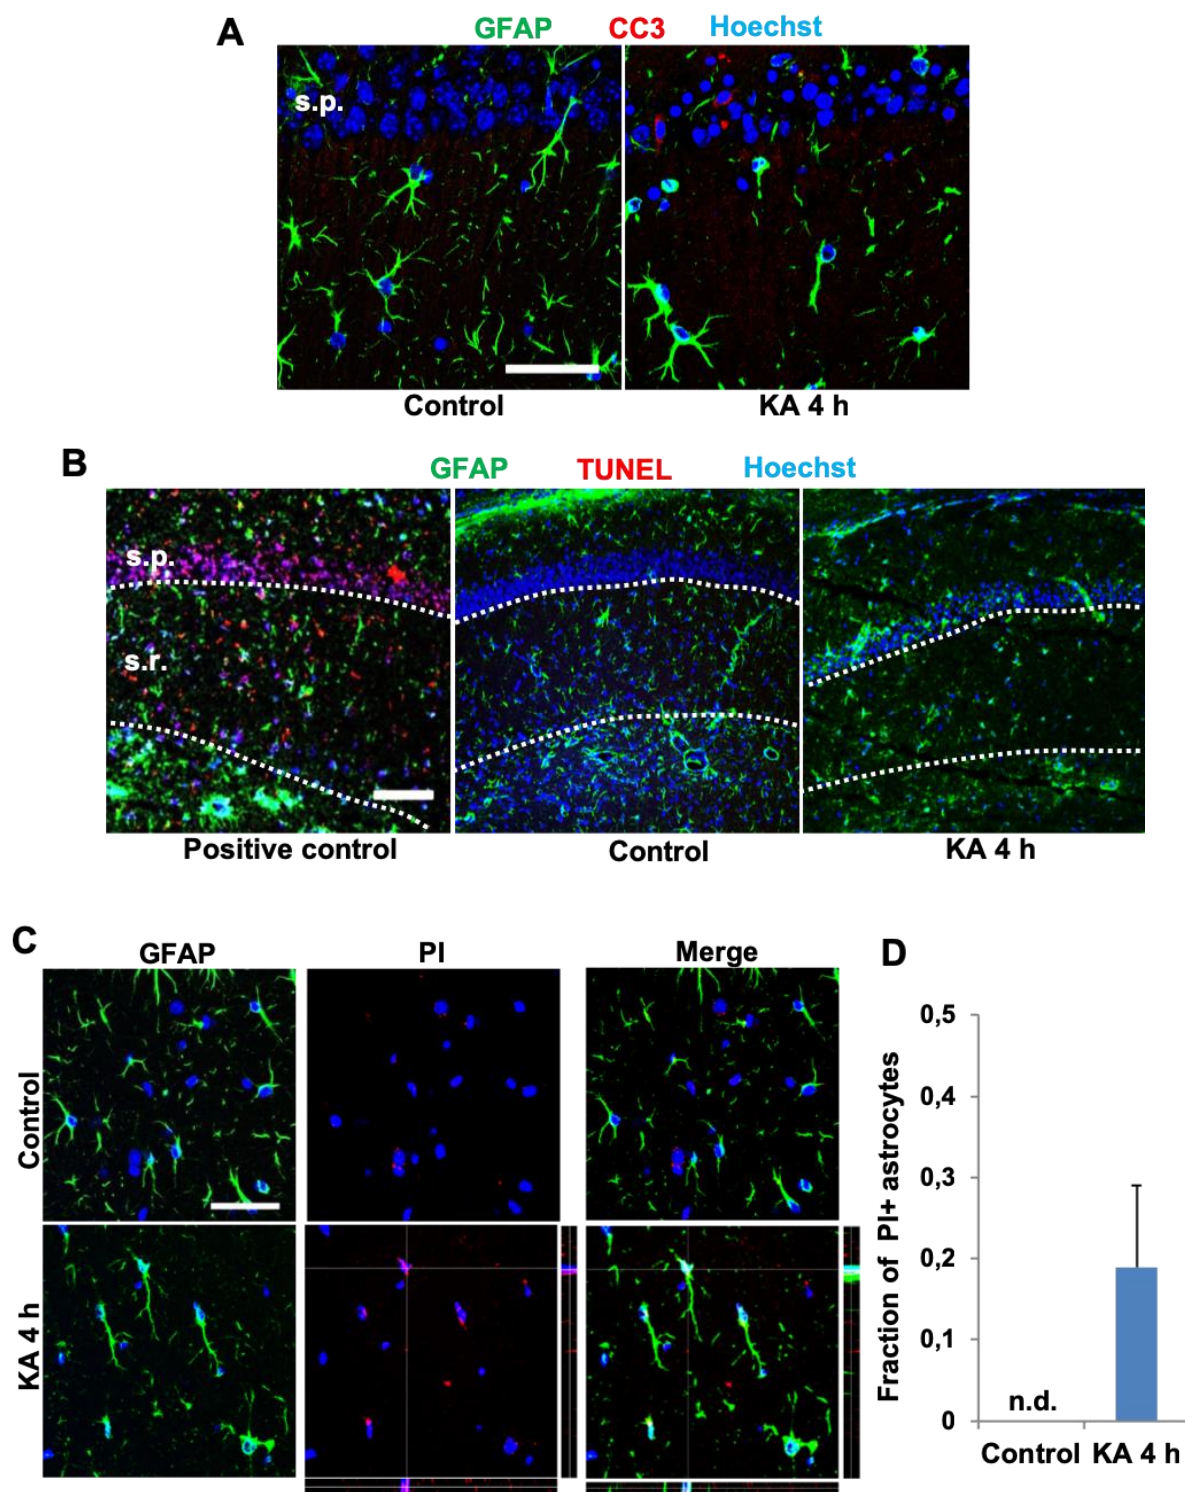 A
GFAP CC3 Hoechst
s.p.
Control KA 4 h
B
GFAP TUNEL Hoechst
s.p.
s.r.
Positive control Control KA 4 h
C
GFAP PI Merge
Control
KA 4 h
D
Fraction of PI+ astrocytes
0,5
0,4
0,3
0,2
0,1
0
n.d.
Control KA 4 h